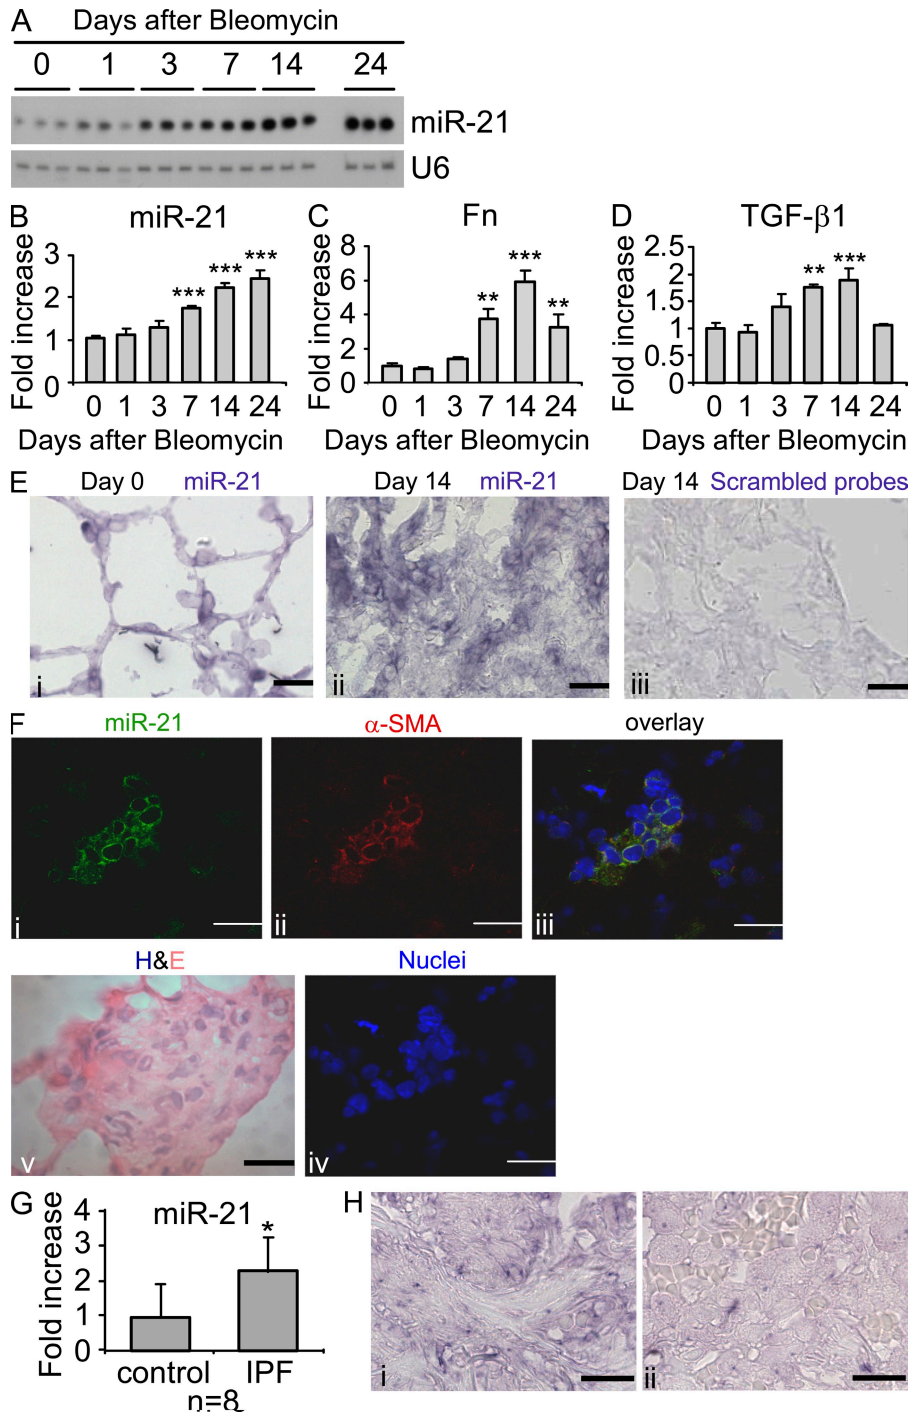 A Days after Bleomycin
0 1 3 7 14 24
miR-21
U6
B miR-21
Fold increase
3
2
1
0
*** *** ***
0 1 3 7 14 24
Days after Bleomycin
C Fn
Fold increase
8
6
4
2
0
** *** **
0 1 3 7 14 24
Days after Bleomycin
D TGF-β1
Fold increase
2.5
2
1.5
1
0.5
0
** ***
0 1 3 7 14 24
Days after Bleomycin
E Day 0 miR-21 Day 14 miR-21 Day 14 Scrambled probes
i ii iii
F miR-21 α-SMA overlay
i ii iii
H&E Nuclei
v iv
G miR-21
Fold increase
4
3
2
1
0
*
control IPF
n=8
H
i ii